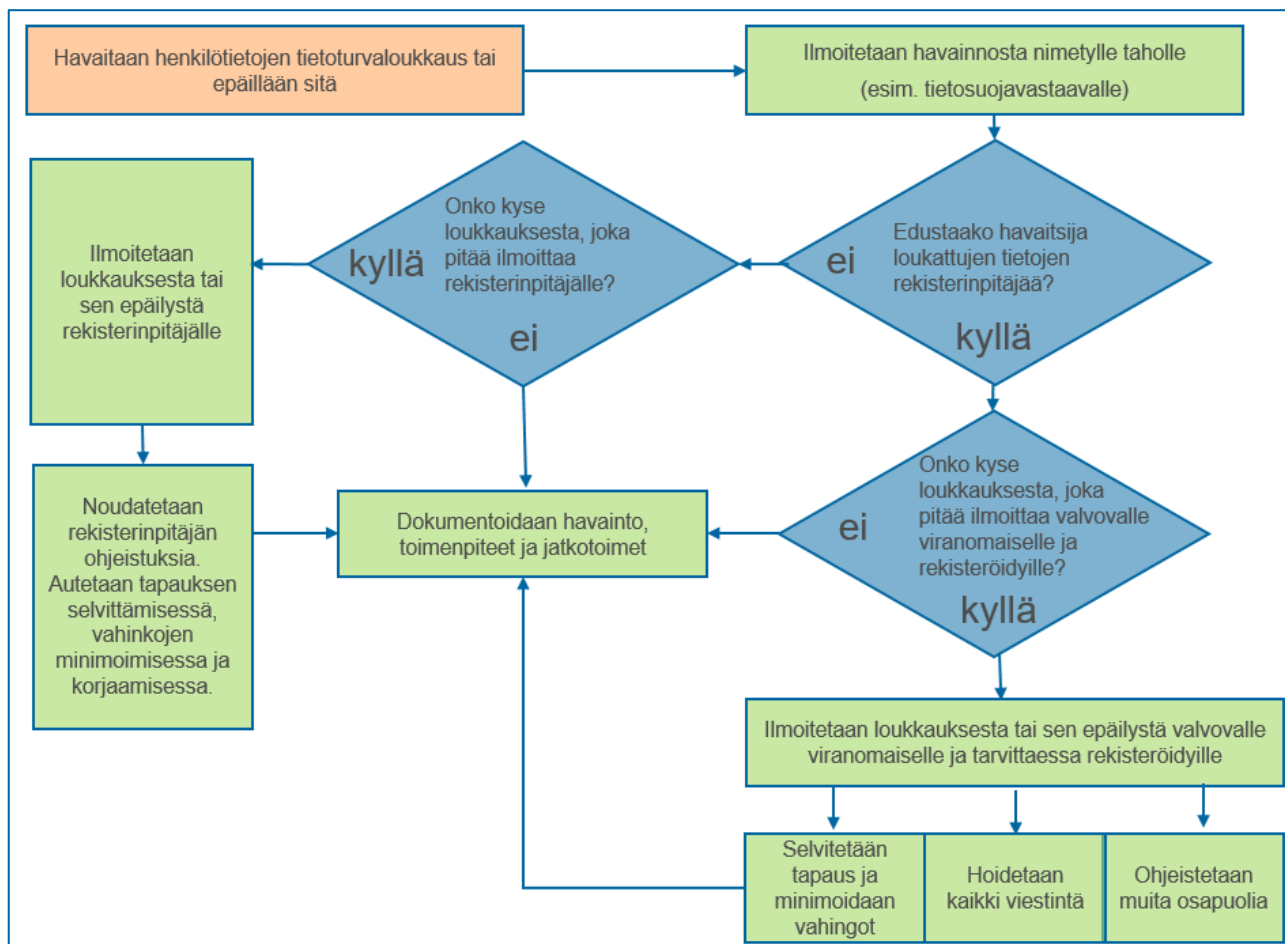 Havaitaan henkilötietojen tietoturvaloukkaus tai
epäillään sitä
Ilmoitetaan havainnosta nimetylle taholle
(esim. tietosuojavastaavalle)
Edustaako havaitsija
loukattujen tietojen
rekisterinpitäjää?
ei
kyllä
Onko kyse
loukkauksesta, joka
pitää ilmoittaa
rekisterinpitäjälle?
kyllä
ei
Ilmoitetaan
loukkauksesta tai
sen epäilystä
rekisterinpitäjälle
Noudatetaan
rekisterinpitäjän
ohjeistuksia.
Autetaan tapauksen
selvittämisessä,
vahinkojen
minimoimisessa ja
korjaamisessa.
Dokumentoidaan havainto,
toimenpiteet ja jatkotoimet
Onko kyse
loukkauksesta, joka
pitää ilmoittaa valvovalle
viranomaiselle ja
rekisteröidyille?
ei
kyllä
Ilmoitetaan loukkauksesta tai sen epäilystä valvovalle
viranomaiselle ja tarvittaessa rekisteröidyille
Selvitetään
tapaus ja
minimoidaan
vahingot
Hoidetaan
kaikki viestintä
Ohjeistetaan
muita osapuolia